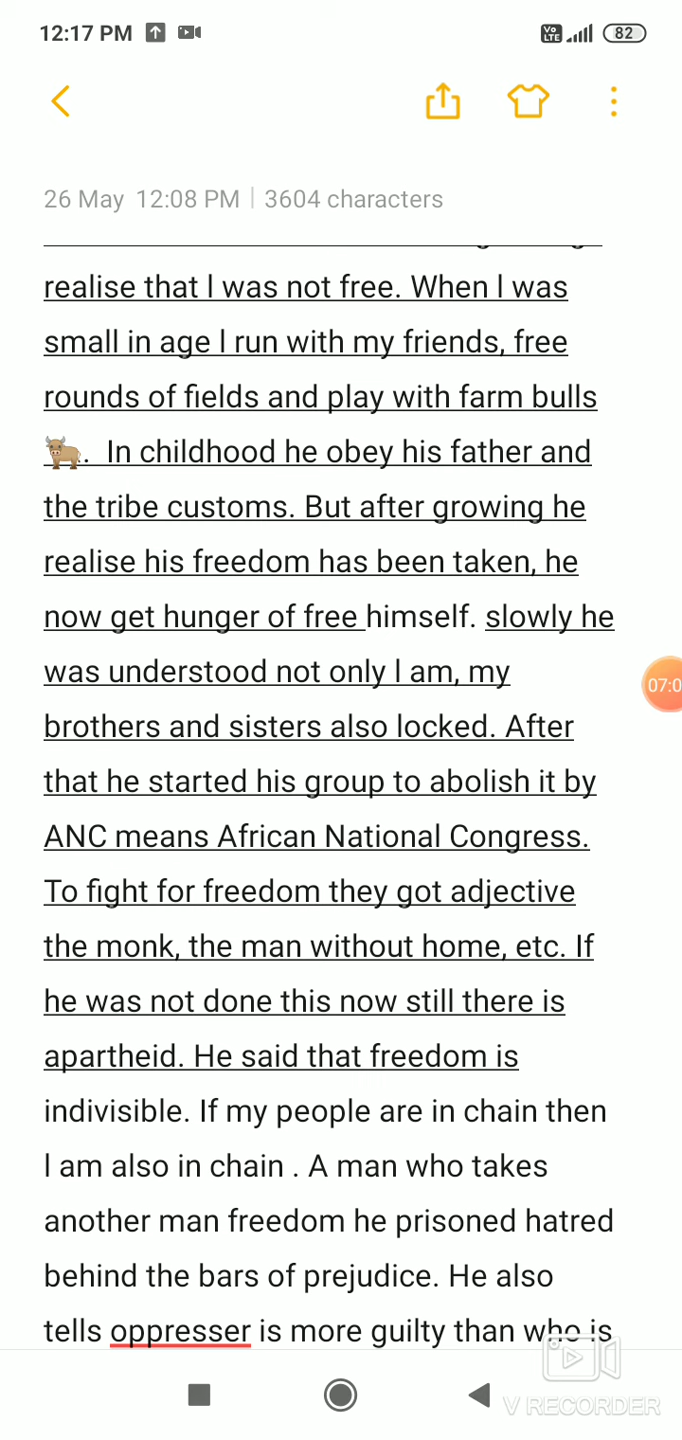 12:17 PM
Vo LTE 82
26 May 12:08 PM | 3604 characters
realise that I was not free. When I was
small in age I run with my friends, free
rounds of fields and play with farm bulls
🐂. In childhood he obey his father and
the tribe customs. But after growing he
realise his freedom has been taken, he
now get hunger of free himself. slowly he
was understood not only I am, my
brothers and sisters also locked. After
that he started his group to abolish it by
ANC means African National Congress.
To fight for freedom they got adjective
the monk, the man without home, etc. If
he was not done this now still there is
apartheid. He said that freedom is
indivisible. If my people are in chain then
I am also in chain . A man who takes
another man freedom he prisoned hatred
behind the bars of prejudice. He also
tells oppresser is more guilty than who is
07:0
V RECORDER